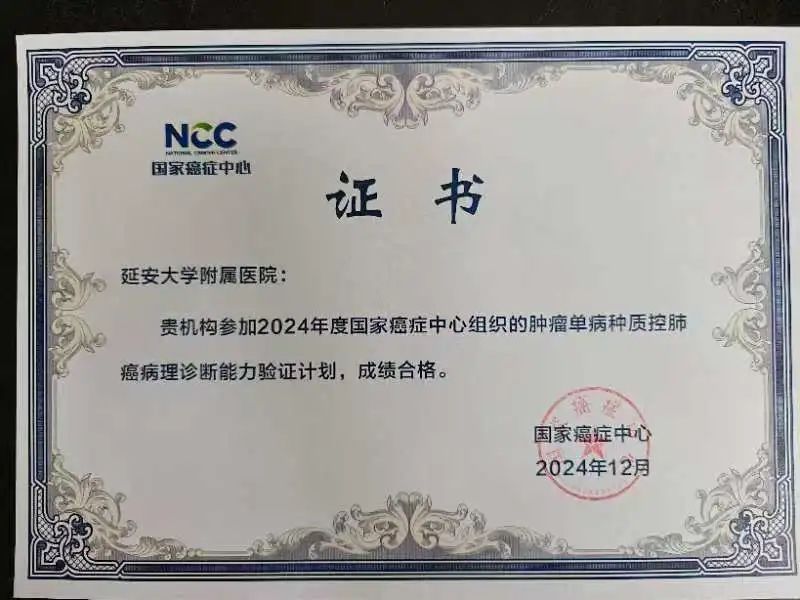 NCC
NATIONAL CANCER CENTER
国家癌症中心
证 书
延安大学附属医院：
贵机构参加2024年度国家癌症中心组织的肿瘤单病种质控肺
癌病理诊断能力验证计划，成绩合格。
国家癌症中心
2024年12月